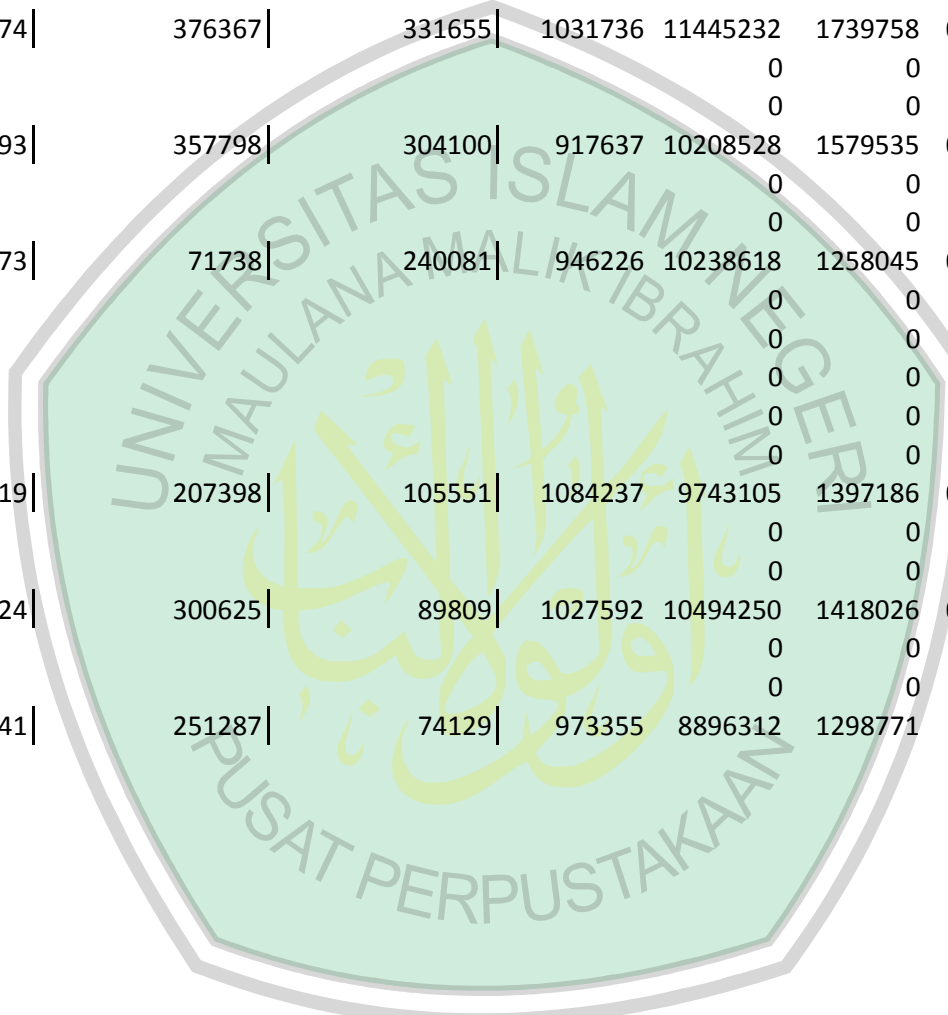 74 376367 331655 1031736 11445232 1739758
0 0
0 0
93 357798 304100 917637 10208528 1579535
0 0
0 0
73 71738 240081 946226 10238618 1258045
0 0
0 0
0 0
0 0
0 0
19 207398 105551 1084237 9743105 1397186
0 0
0 0
24 300625 89809 1027592 10494250 1418026
0 0
0 0
41 251287 74129 973355 8896312 1298771
UNIVERSITAS ISLAM NEGERI
MAULANA MALIK IBRAHIM
PUSAT PERPUSTAKAAN